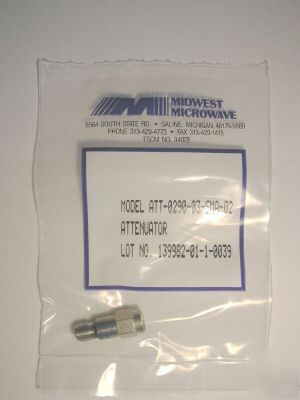 MIDWEST
MICROWAVE
6564 SOUTH STATE RD. • SALINE, MICHIGAN 48176-9569
PHONE 313-429-4773 • FAX 313-429-1415
FSCM NO. 34078
MODEL ATT-0290-03-SMA-02
ATTENUATOR
LOT NO. 139982-01-1-0039